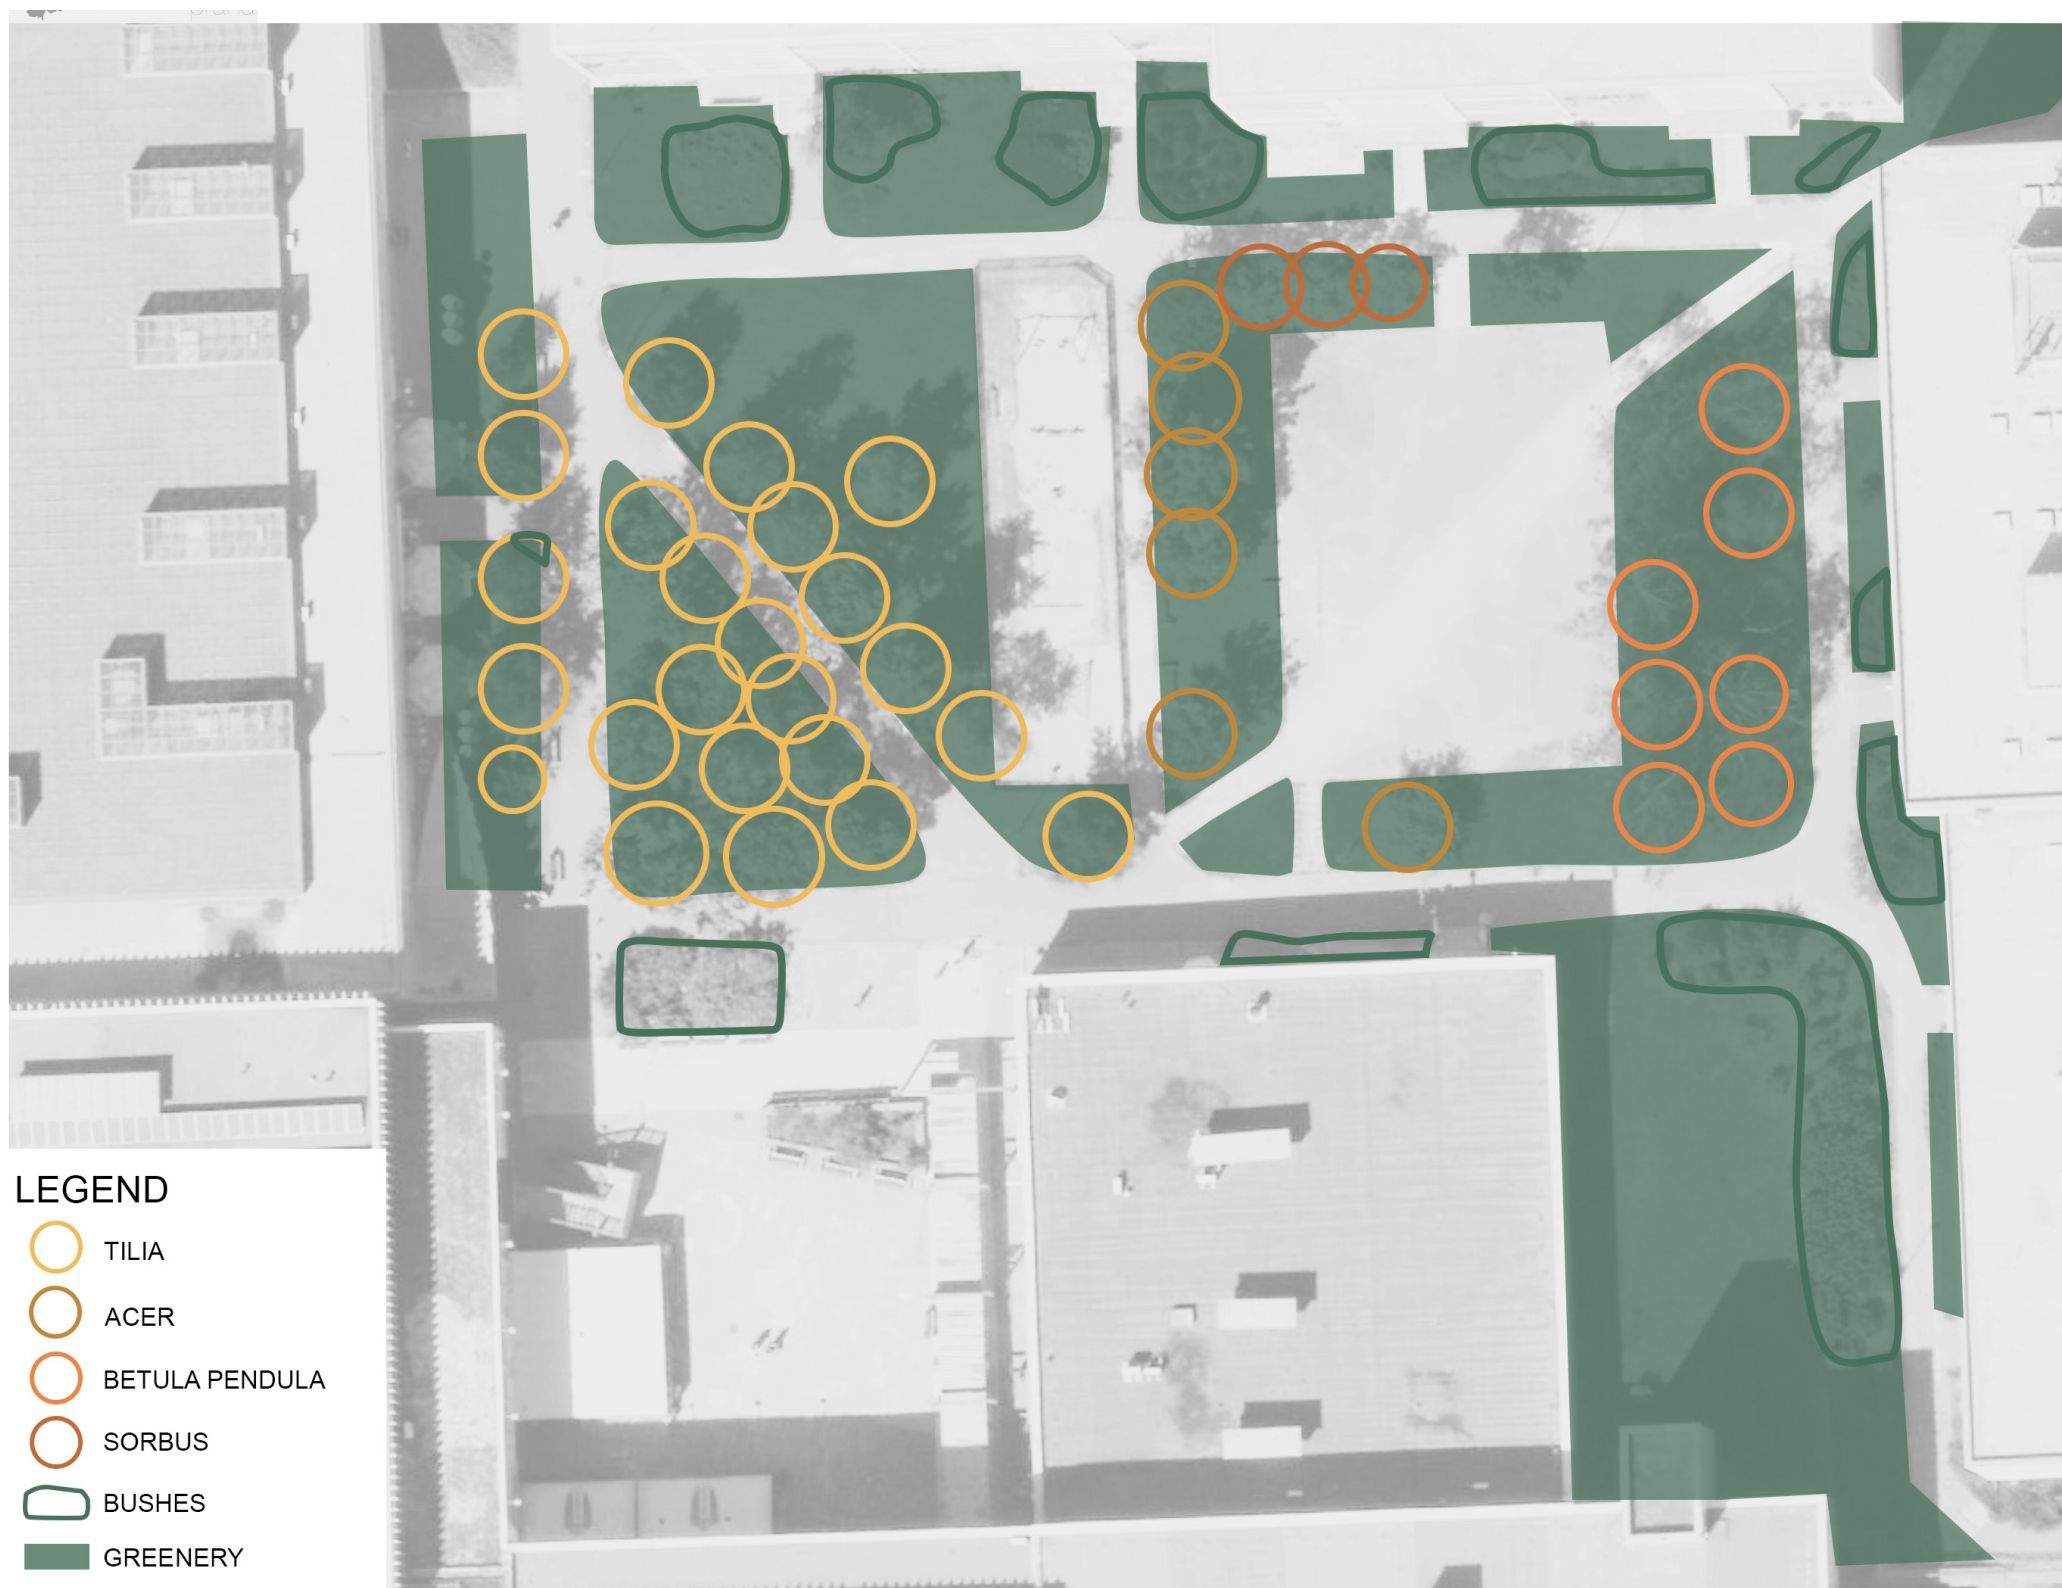 LEGEND
TILIA
ACER
BETULA PENDULA
SORBUS
BUSHES
GREENERY